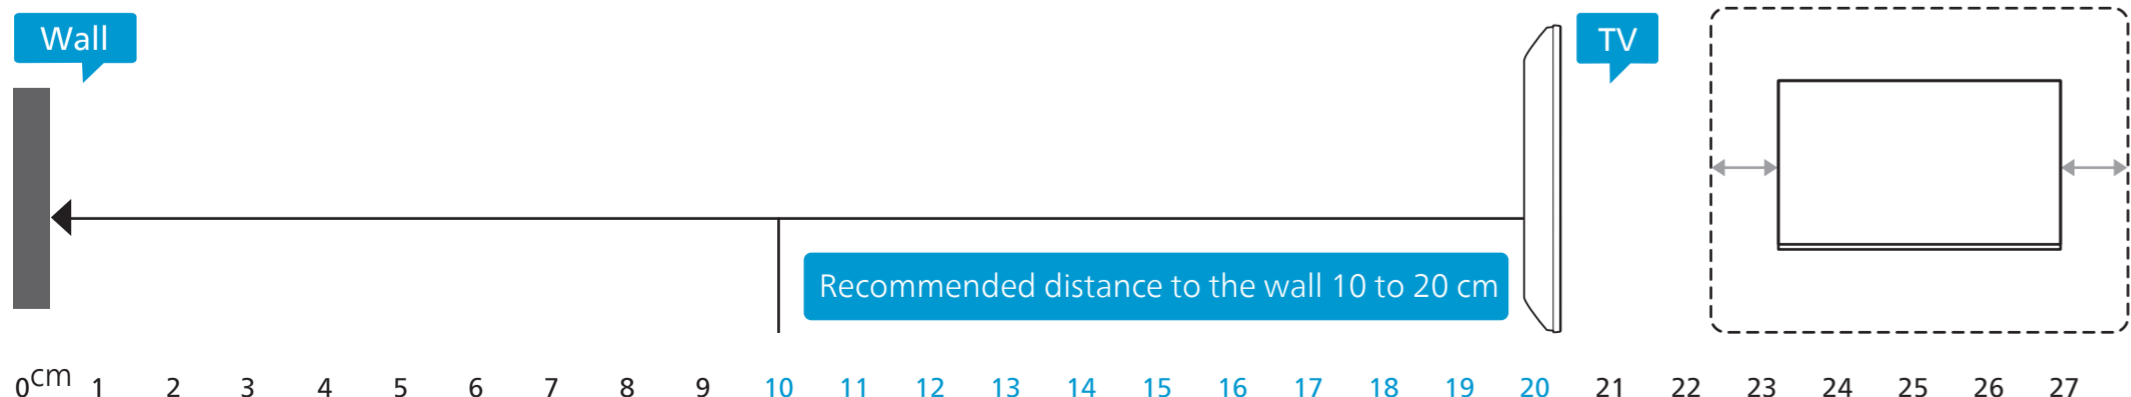 Wall
TV
Recommended distance to the wall 10 to 20 cm
0cm 1 2 3 4 5 6 7 8 9 10 11 12 13 14 15 16 17 18 19 20 21 22 23 24 25 26 27